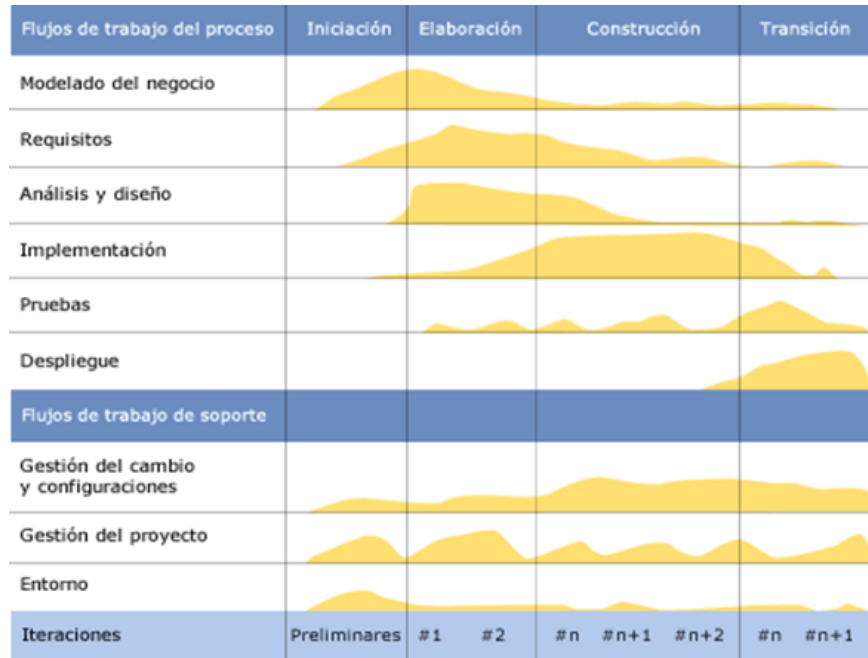 Flujos de trabajo del proceso Iniciación Elaboración Construcción Transición
Modelado del negocio
Requisitos
Análisis y diseño
Implementación
Pruebas
Despliegue
Flujos de trabajo de soporte
Gestión del cambio
y configuraciones
Gestión del proyecto
Entorno
Iteraciones Preliminares #1 #2 #n #n+1 #n+2 #n #n+1